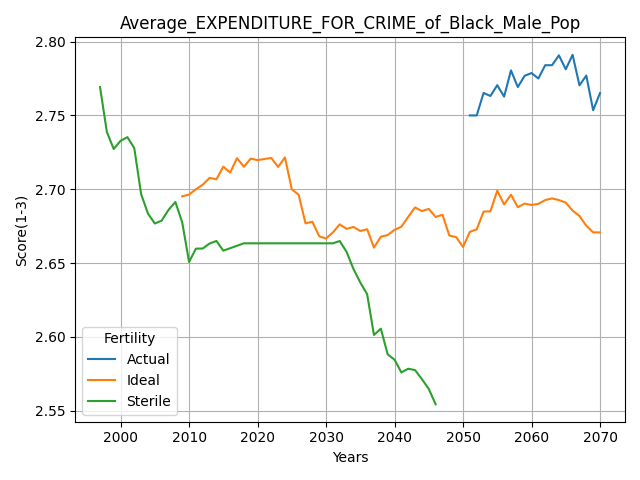 Average_EXPENDITURE_FOR_CRIME_of_Black_Male_Pop
2.80
2.75
2.70
2.65
2.60
2.55
Score(1-3)
Fertility
Actual
Ideal
Sterile
2000 2010 2020 2030 2040 2050 2060 2070
Years